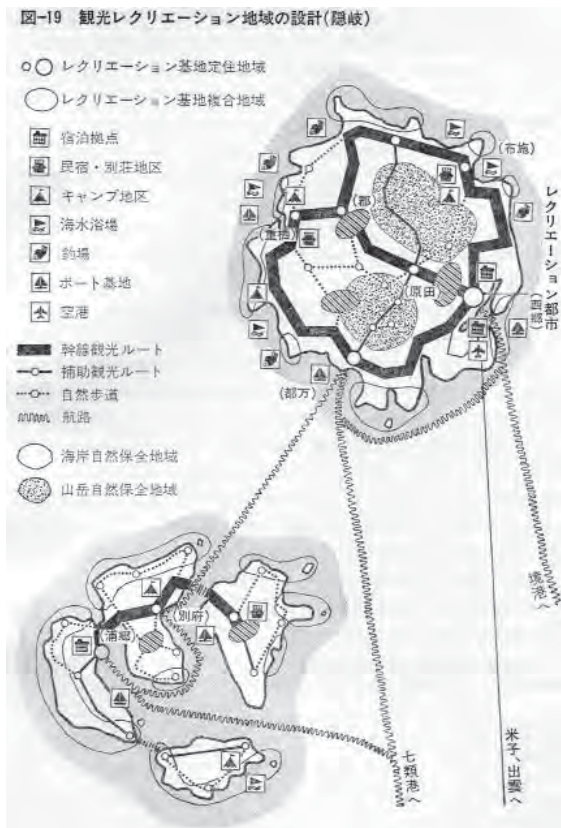 図-19 観光レクリエーション地域の設計(隠岐)
レクリエーション基地定住地域
レクリエーション基地複合地域
宿泊拠点
民宿・別荘地区
キャンプ地区
海水浴場
釣場
ボート基地
空港
幹線観光ルート
補助観光ルート
自然歩道
航路
海岸自然保全地域
山岳自然保全地域
(布施)
(郡)
(原田)
レクリエーション都市
(西郷)
(都万)
(別府)
(浦郷)
境港へ
米子、出雲へ
七類港へ